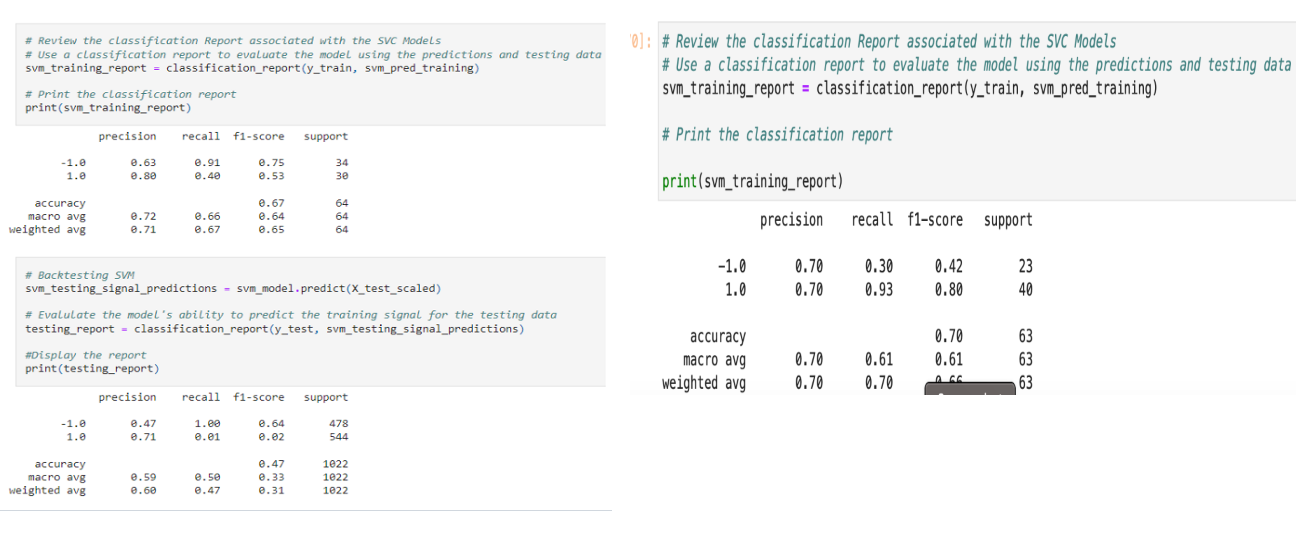 # Review the classification Report associated with the SVC Models
# Use a classification report to evaluate the model using the predictions and testing data
svm_training_report = classification_report(y_train, svm_pred_training)
# Print the classification report
print(svm_training_report)
precision recall f1-score support
-1.0 0.63 0.91 0.75 34
1.0 0.80 0.40 0.53 30
accuracy 0.67 64
macro avg 0.72 0.66 0.64 64
weighted avg 0.71 0.67 0.65 64
# Backtesting SVM
svm_testing_signal_predictions = svm_model.predict(X_test_scaled)
# Evalulate the model's ability to predict the training signal for the testing data
testing_report = classification_report(y_test, svm_testing_signal_predictions)
#Display the report
print(testing_report)
precision recall f1-score support
-1.0 0.47 1.00 0.64 478
1.0 0.71 0.01 0.02 544
accuracy 0.47 1022
macro avg 0.59 0.50 0.33 1022
weighted avg 0.60 0.47 0.31 1022
0]: # Review the classification Report associated with the SVC Models
# Use a classification report to evaluate the model using the predictions and testing data
svm_training_report = classification_report(y_train, svm_pred_training)
# Print the classification report
print(svm_training_report)
precision recall f1-score support
-1.0 0.70 0.30 0.42 23
1.0 0.70 0.93 0.80 40
accuracy 0.70 63
macro avg 0.70 0.61 0.61 63
weighted avg 0.70 0.70 63